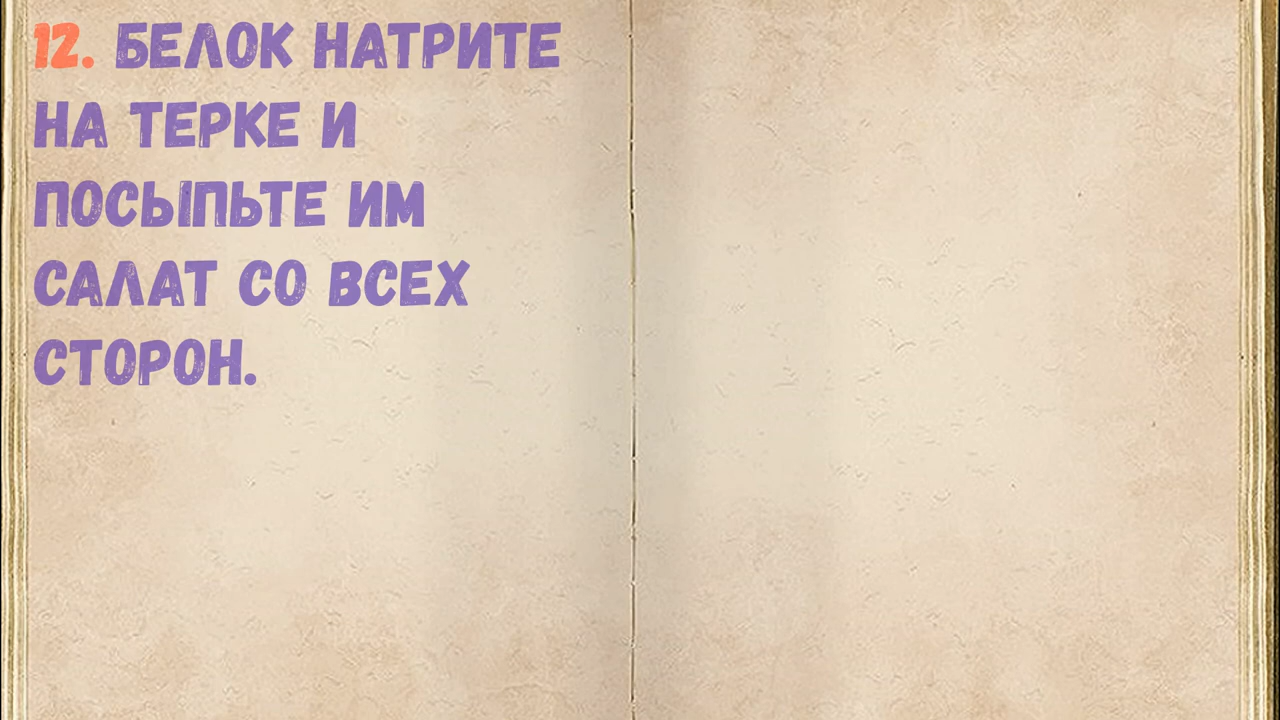 12. БЕЛОК НАТРИТЕ
НА ТЕРКЕ И
ПОСЫПЬТЕ ИМ
САЛАТ СО ВСЕХ
СТОРОН.